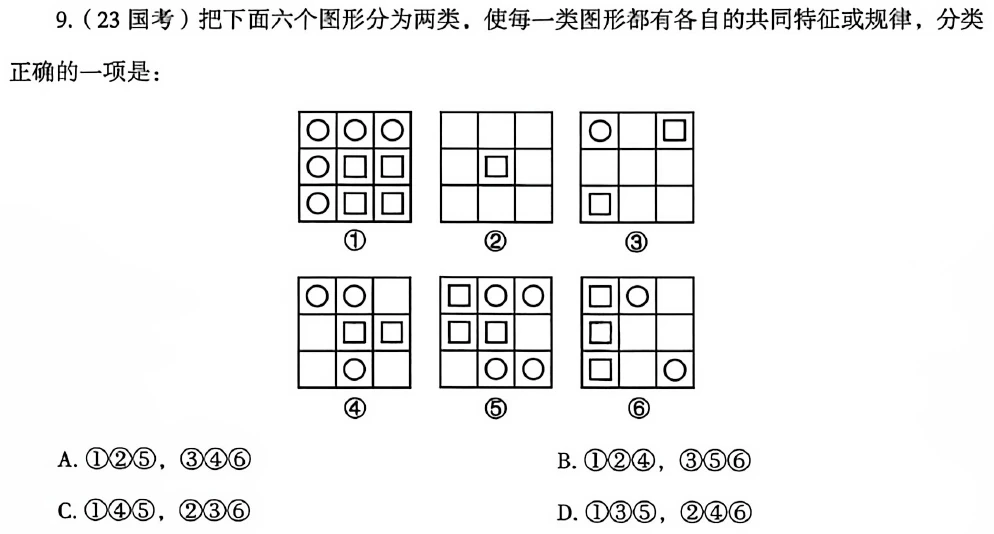 9.（23 国考）把下面六个图形分为两类，使每一类图形都有各自的共同特征或规律，分类
正确的一项是：
① ② ③
④ ⑤ ⑥
A. ①②⑤，③④⑥ B. ①②④，③⑤⑥
C. ①④⑤，②③⑥ D. ①③⑤，②④⑥